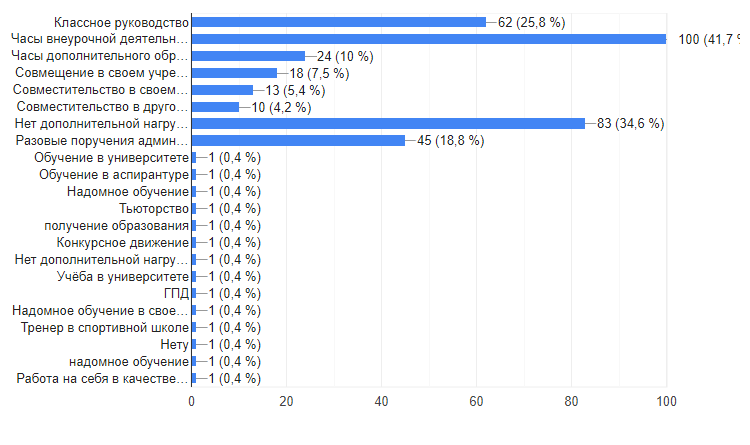 Классное руководство 62 (25,8 %)
Часы внеурочной деятельн… 100 (41,7 %
Часы дополнительного обр… 24 (10 %)
Совмещение в своем учре… 18 (7,5 %)
Совместительство в своем… 13 (5,4 %)
Совместительство в друго… 10 (4,2 %)
Нет дополнительной нагру… 83 (34,6 %)
Разовые поручения админ… 45 (18,8 %)
Обучение в университете 1 (0,4 %)
Обучение в аспирантуре 1 (0,4 %)
Надомное обучение 1 (0,4 %)
Тьюторство 1 (0,4 %)
получение образования 1 (0,4 %)
Конкурсное движение 1 (0,4 %)
Нет дополнительной нагру… 1 (0,4 %)
Учёба в университете 1 (0,4 %)
ГПД 1 (0,4 %)
Надомное обучение в свое… 1 (0,4 %)
Тренер в спортивной школе 1 (0,4 %)
Нету 1 (0,4 %)
надомное обучение 1 (0,4 %)
Работа на себя в качестве… 1 (0,4 %)
0 20 40 60 80 100